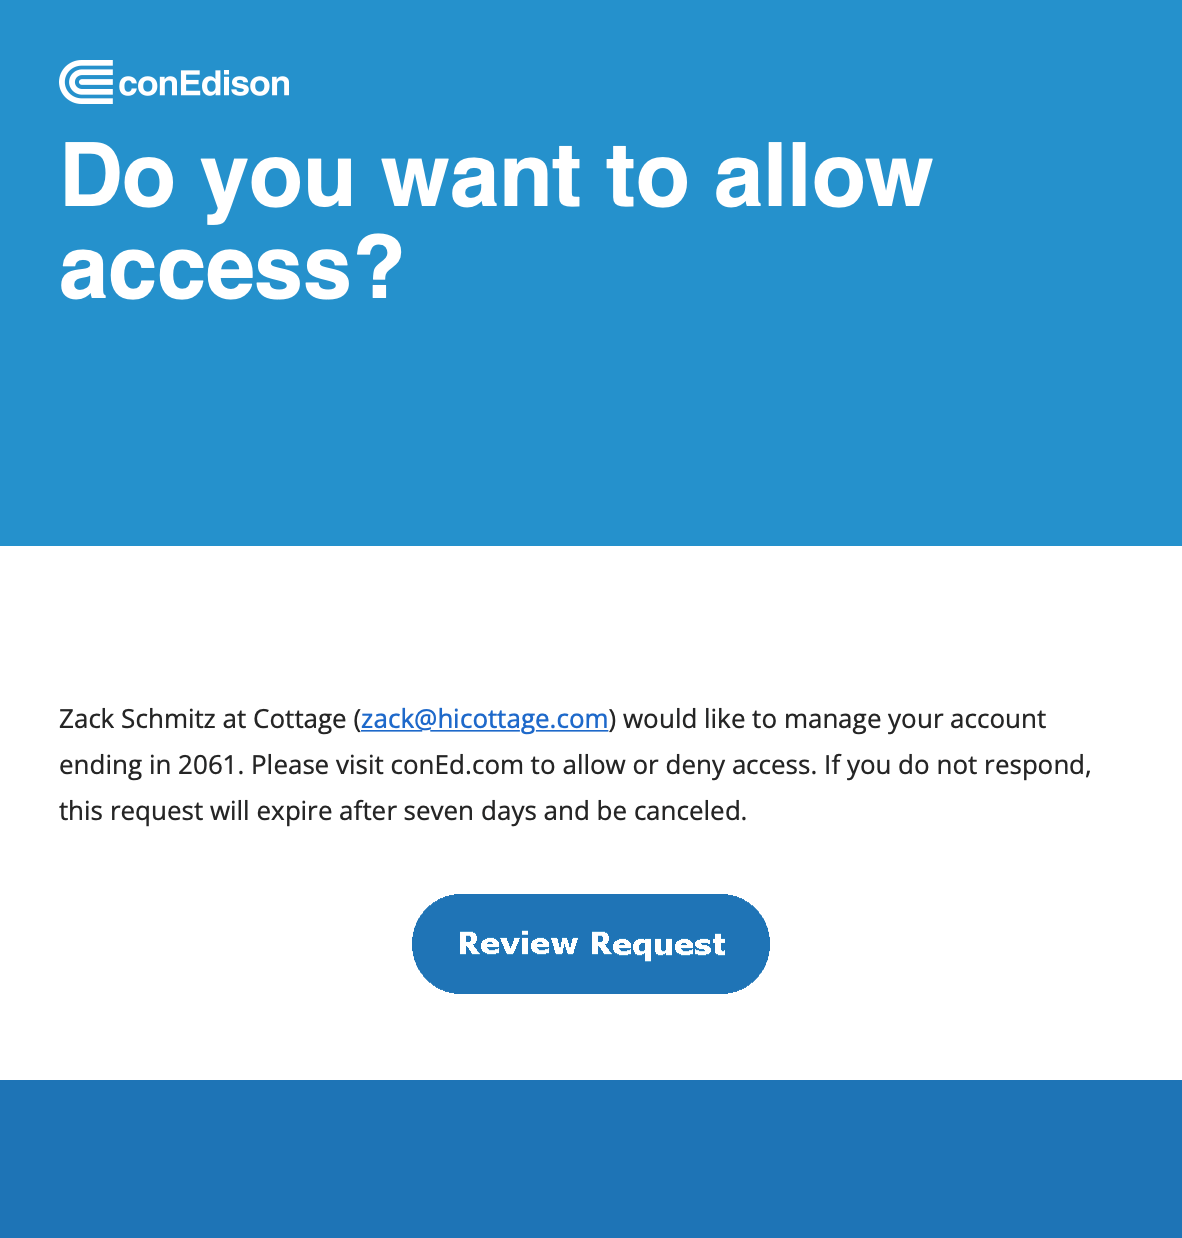 conEdison
Do you want to allow
access?
Zack Schmitz at Cottage (zack@hicottage.com) would like to manage your account
ending in 2061. Please visit conEd.com to allow or deny access. If you do not respond,
this request will expire after seven days and be canceled.
Review Request